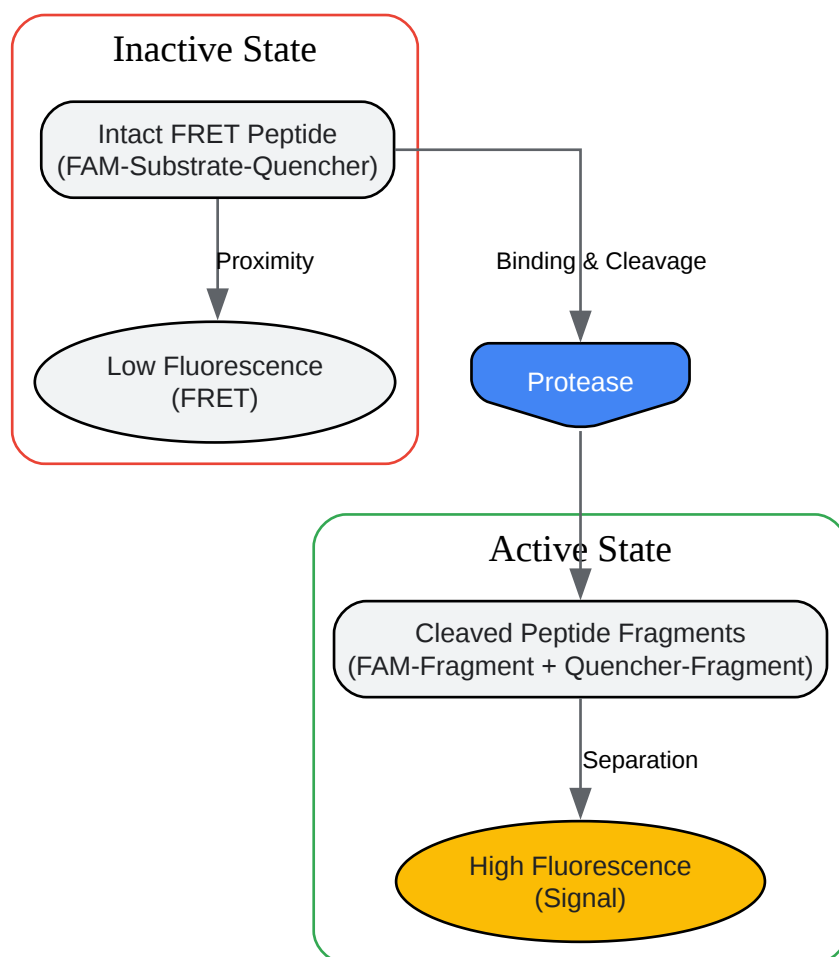 Inactive State
Intact FRET Peptide
(FAM-Substrate-Quencher)
Proximity
Binding & Cleavage
Low Fluorescence
(FRET)
Protease
Active State
Cleaved Peptide Fragments
(FAM-Fragment + Quencher-Fragment)
Separation
High Fluorescence
(Signal)